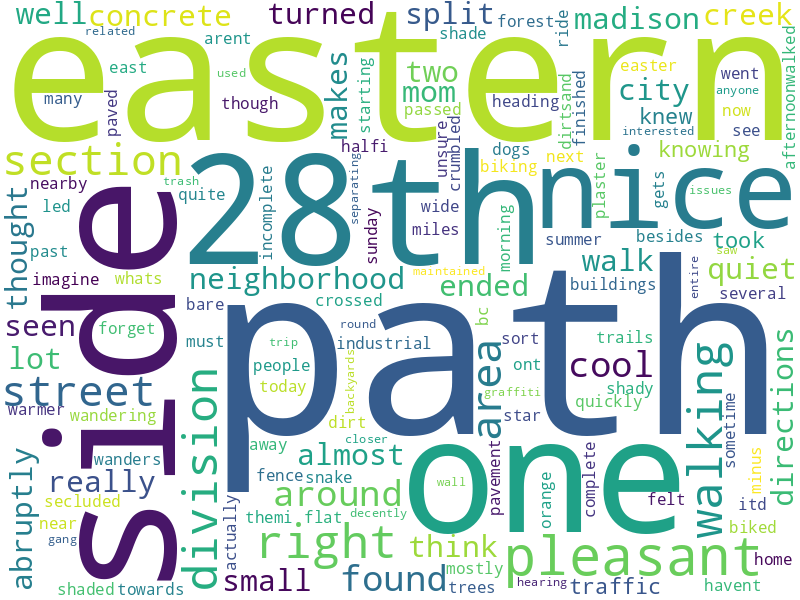 well
concrete
turned
split
forest
ride
madison
creek
related
arent
shade
eastern
east
used
makes
starting
two
mom
passed
heading
finished
dirtsand
easter
city
went
anyone
now
afternoonwalked
many
paved
though
knew
interested
see
section
halfi
unsure
crumbled
dogs
biking
next
knowing
nearby
trash
quite
28th
incomplete
separating
sunday
wide
miles
nice
plaster
gets
thought
led
side
morning
summer
besides
took
past
imagine
whats
neighborhood
maintained
ended
walk
buildings
entire
saw
quiet
several
seen
forget
bare
crossed
path
bc
lot
must
trip
round
industrial
area
sort
ont
trails
cool
shady
walking
directions
street
people
today
backyards
graffiti
star
quickly
warmer
wandering
division
dirt
abruptly
really
wanders
away
closer
almost
one
pavement
orange
complete
sometime
minus
secluded
fence
snake
wall
felt
itd
near
actually
around
biked
gang
themi
flat
decently
right
think
pleasant
home
shaded
towards
small
found
mostly
trees
hearing
traffic
havent